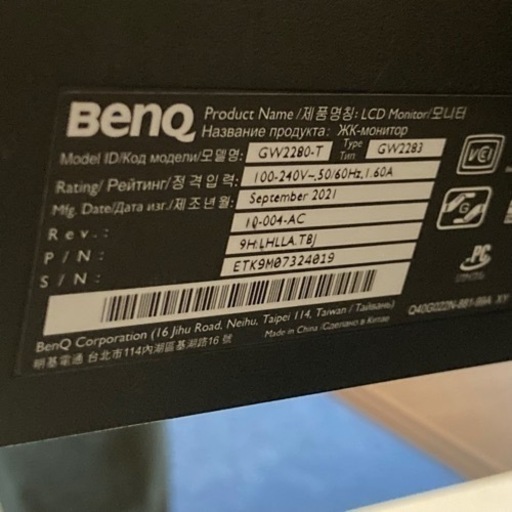 BenQ
Product Name /제품명칭: LCD Monitor/모니터
Название продукта: ЖК-монитор
Model ID/Код модели/모델명: GW2280-T Type Тип GW2283
Rating/ Рейтинг/정격입력: 100-240V~,50/60Hz,1.60A
Mfg. Date/Дата изг./제조년월: September 2021
Rev.: 10-004-AC
P/N: 9H.LHLLA.TBJ
S/N: ETK9M07324019
BenQ Corporation (16 Jihu Road, Neihu, Taipei 114, Taiwan / Тайвань)
明基電通 台北市114內湖區基湖路16號
Made in China /Сделано в Китае
VCCI
G
PC